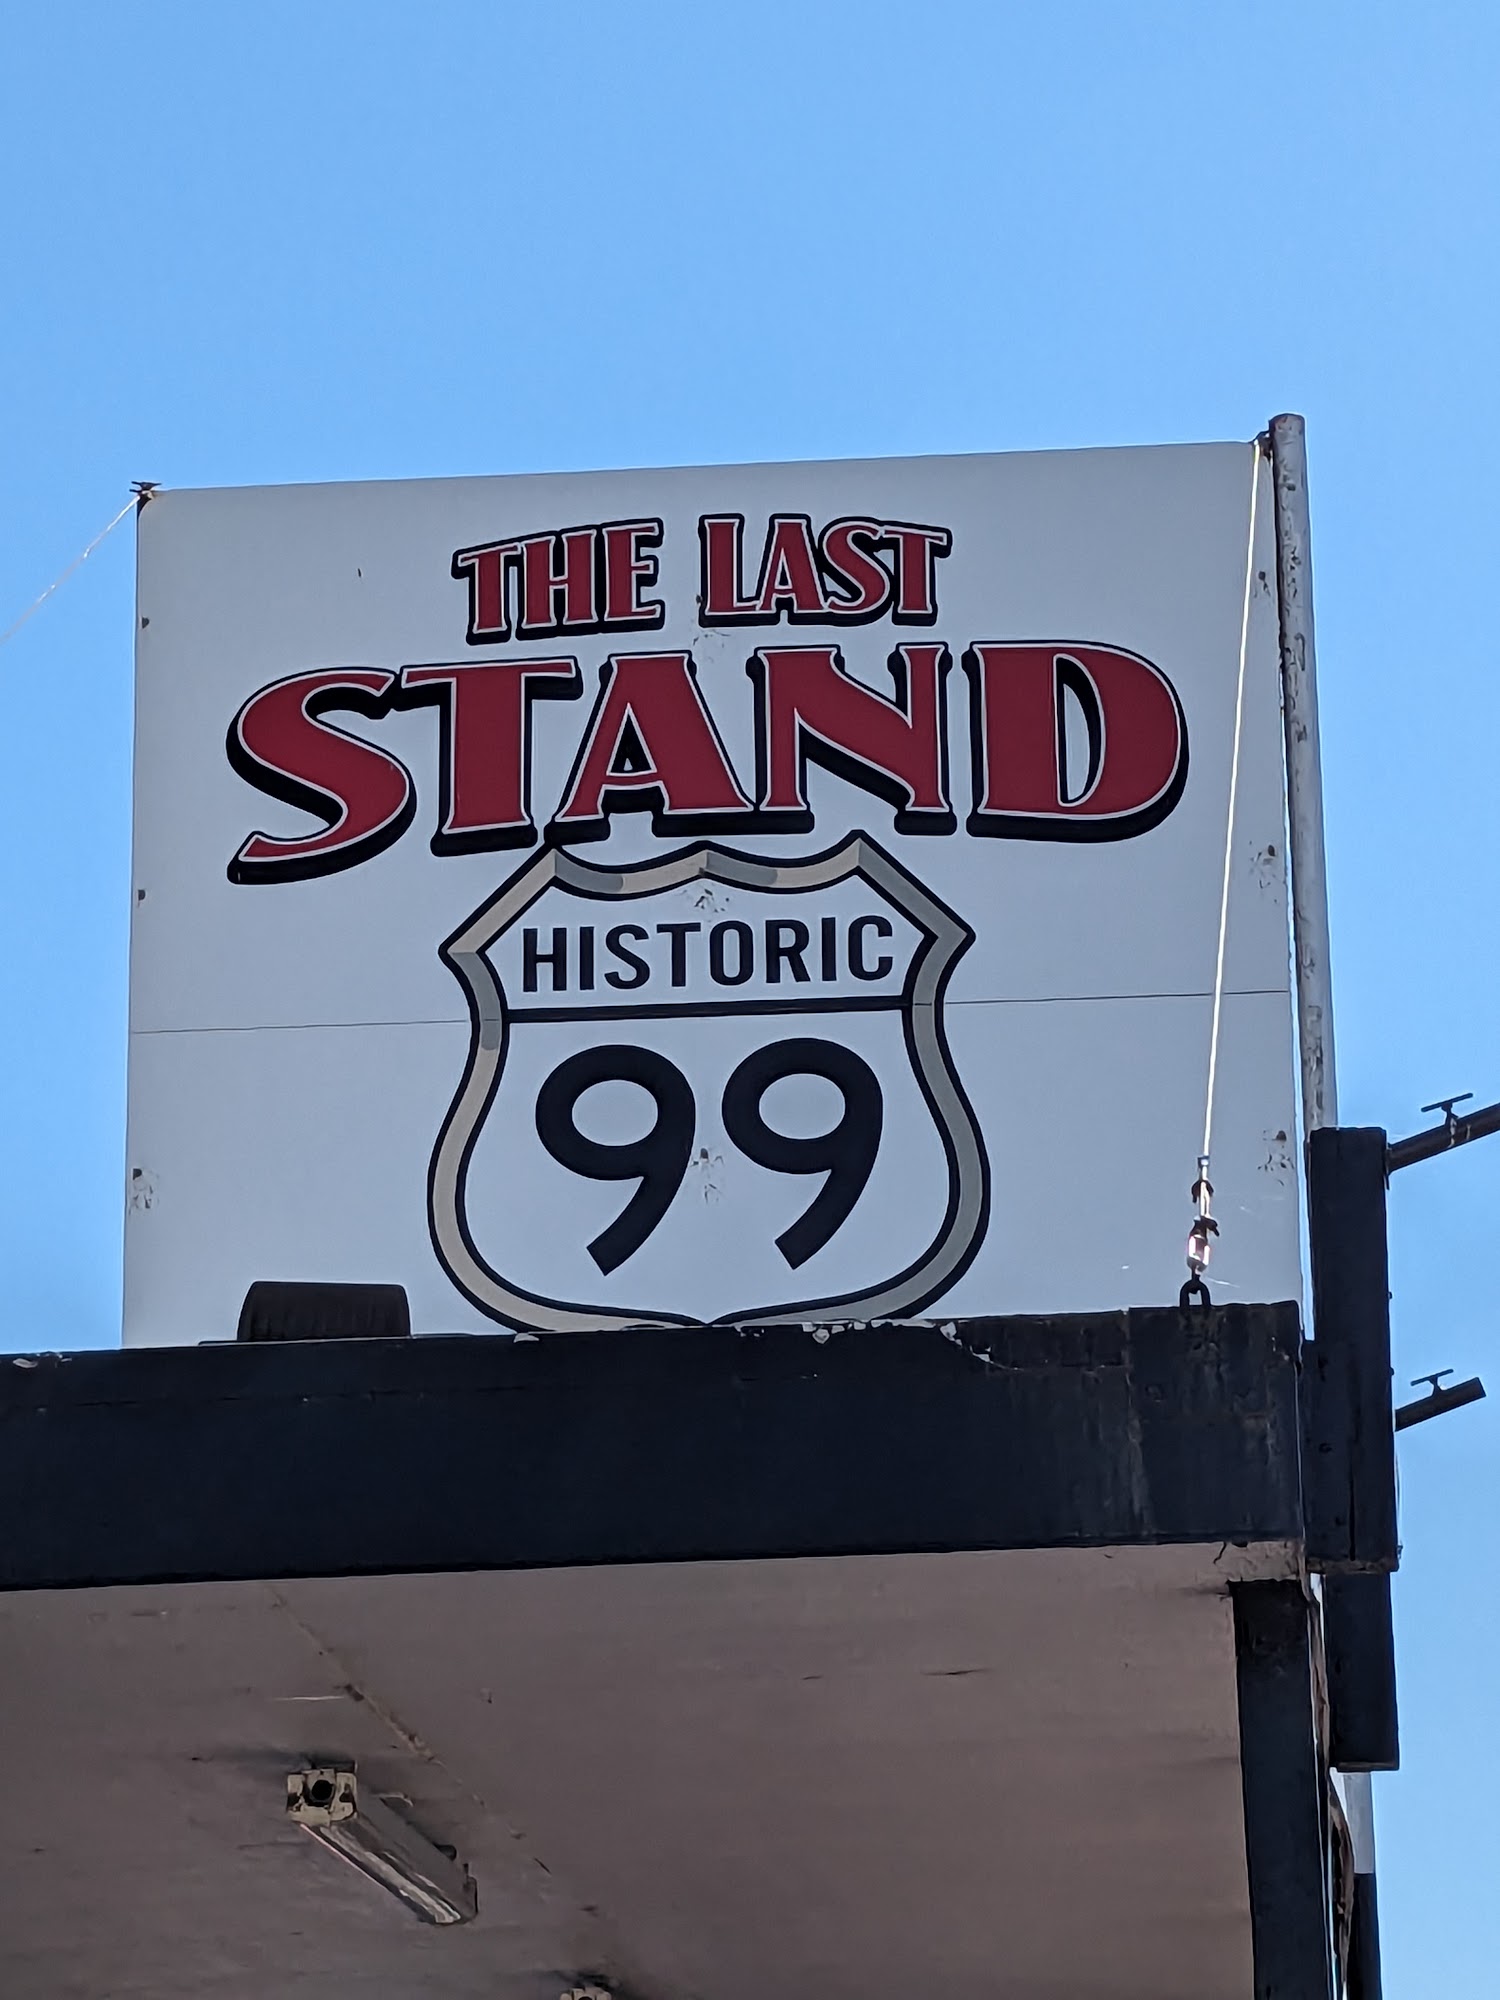 THE LAST
STAND
HISTORIC
99